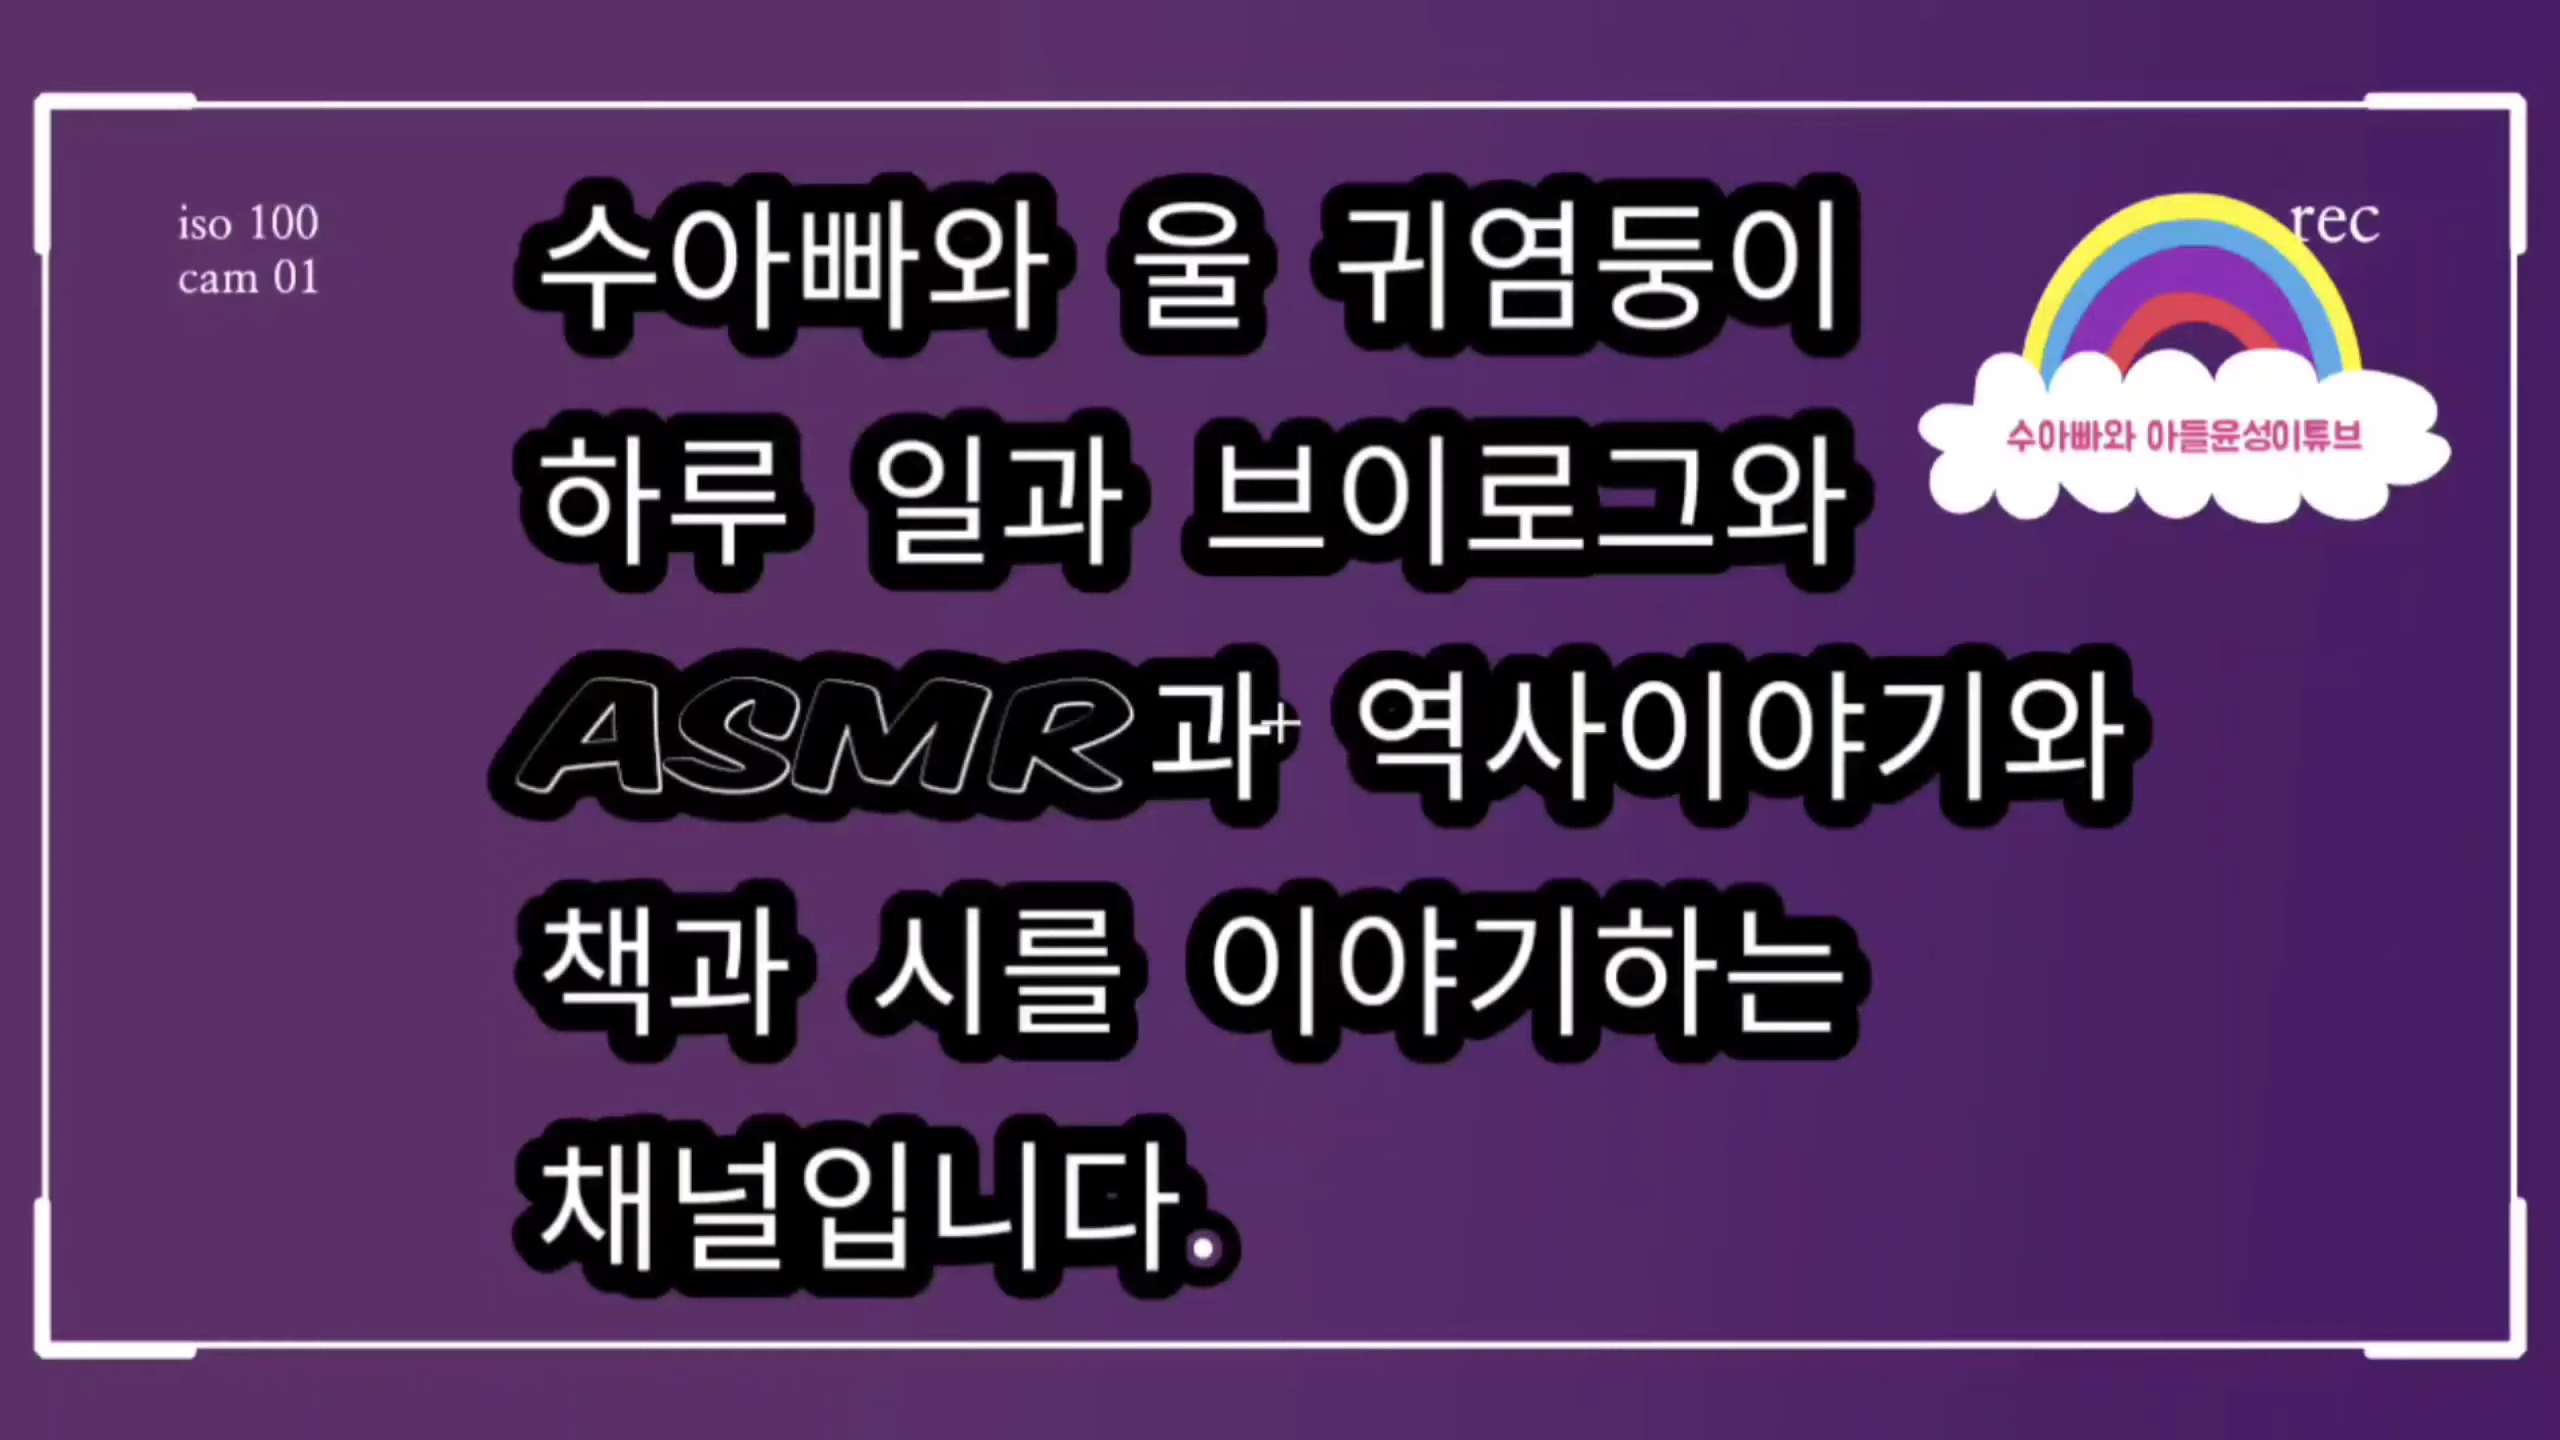 iso 100
cam 01
rec
수아빠와 울 귀염둥이
하루 일과 브이로그와
ASMR과 역사이야기와
책과 시를 이야기하는
채널입니다.
수아빠와 아들윤성이튜브